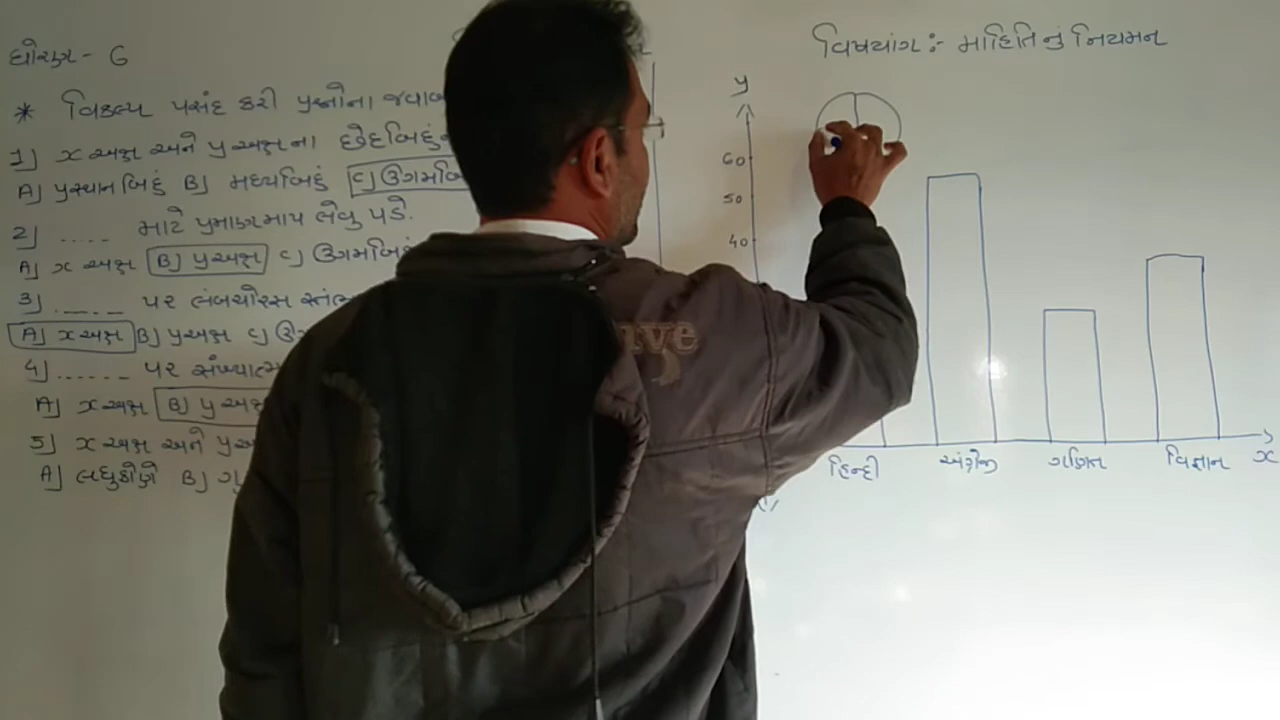 ધોરણ - 6
* વિકલ્પ પસંદ કરી પ્રશ્નોના જવાબ
1] x અક્ષ અને y અક્ષના છેદબિંદું
A] પ્રસ્થાનબિંદું B] મધ્યબિંદું C] ઉગમબિં
2] .... માટે પ્રમાણમાપ લેવુ પડે.
A] x અક્ષ B] y અક્ષ C] ઉગમબિંદું
3] ..... પર લંબચોરસ સ્તંભ
A] x અક્ષ B] y અક્ષ C] ઉગ
4] ...... પર સંખ્યાત્મ
A] x અક્ષ B] y અક્ષ
5] x અક્ષ અને y અક્ષ
A] લઘુકોણે B] ગુ
વિષયાંગ :- માહિતિનું નિયમન
y
60
50
40
હિન્દી અંગ્રેજી ગણિત વિજ્ઞાન x